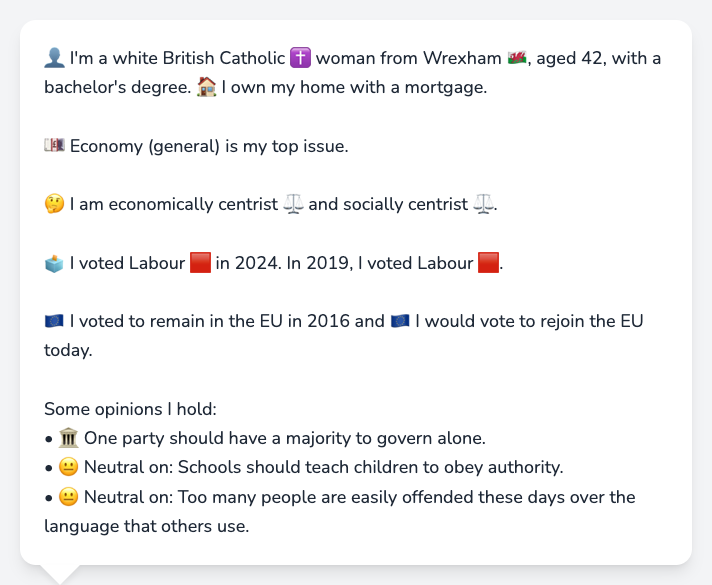 👤 I'm a white British Catholic ✝️ woman from Wrexham 🏴󠁧󠁢󠁷󠁬󠁳󠁿, aged 42, with a
bachelor's degree. 🏠 I own my home with a mortgage.
💷 Economy (general) is my top issue.
🤔 I am economically centrist ⚖️ and socially centrist ⚖️.
🗳️ I voted Labour 🟥 in 2024. In 2019, I voted Labour 🟥.
🇪🇺 I voted to remain in the EU in 2016 and 🇪🇺 I would vote to rejoin the EU
today.
Some opinions I hold:
• 🏛️ One party should have a majority to govern alone.
• 😐 Neutral on: Schools should teach children to obey authority.
• 😐 Neutral on: Too many people are easily offended these days over the
language that others use.